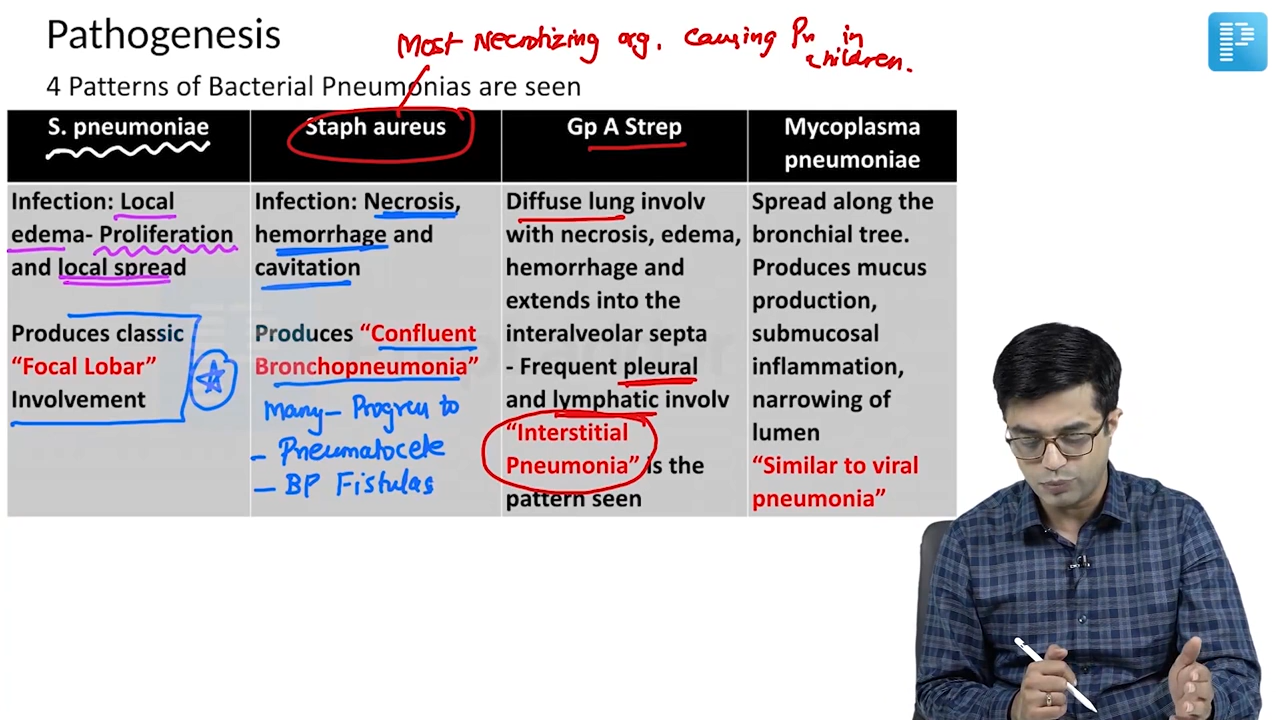 Pathogenesis
Most Necrotizing org. causing Pn in
children.
4 Patterns of Bacterial Pneumonias are seen
S. pneumoniae
Staph aureus
Gp A Strep
Mycoplasma
pneumoniae
Infection: Local
edema- Proliferation
and local spread
Produces classic
“Focal Lobar”
Involvement
Infection: Necrosis,
hemorrhage and
cavitation
Produces “Confluent
Bronchopneumonia”
Many - Progress to
- Pneumatocele
- BP Fistulas
Diffuse lung involv
with necrosis, edema,
hemorrhage and
extends into the
interalveolar septa
- Frequent pleural
and lymphatic involv
“Interstitial
Pneumonia” is the
pattern seen
Spread along the
bronchial tree.
Produces mucus
production,
submucosal
inflammation,
narrowing of
lumen
“Similar to viral
pneumonia”